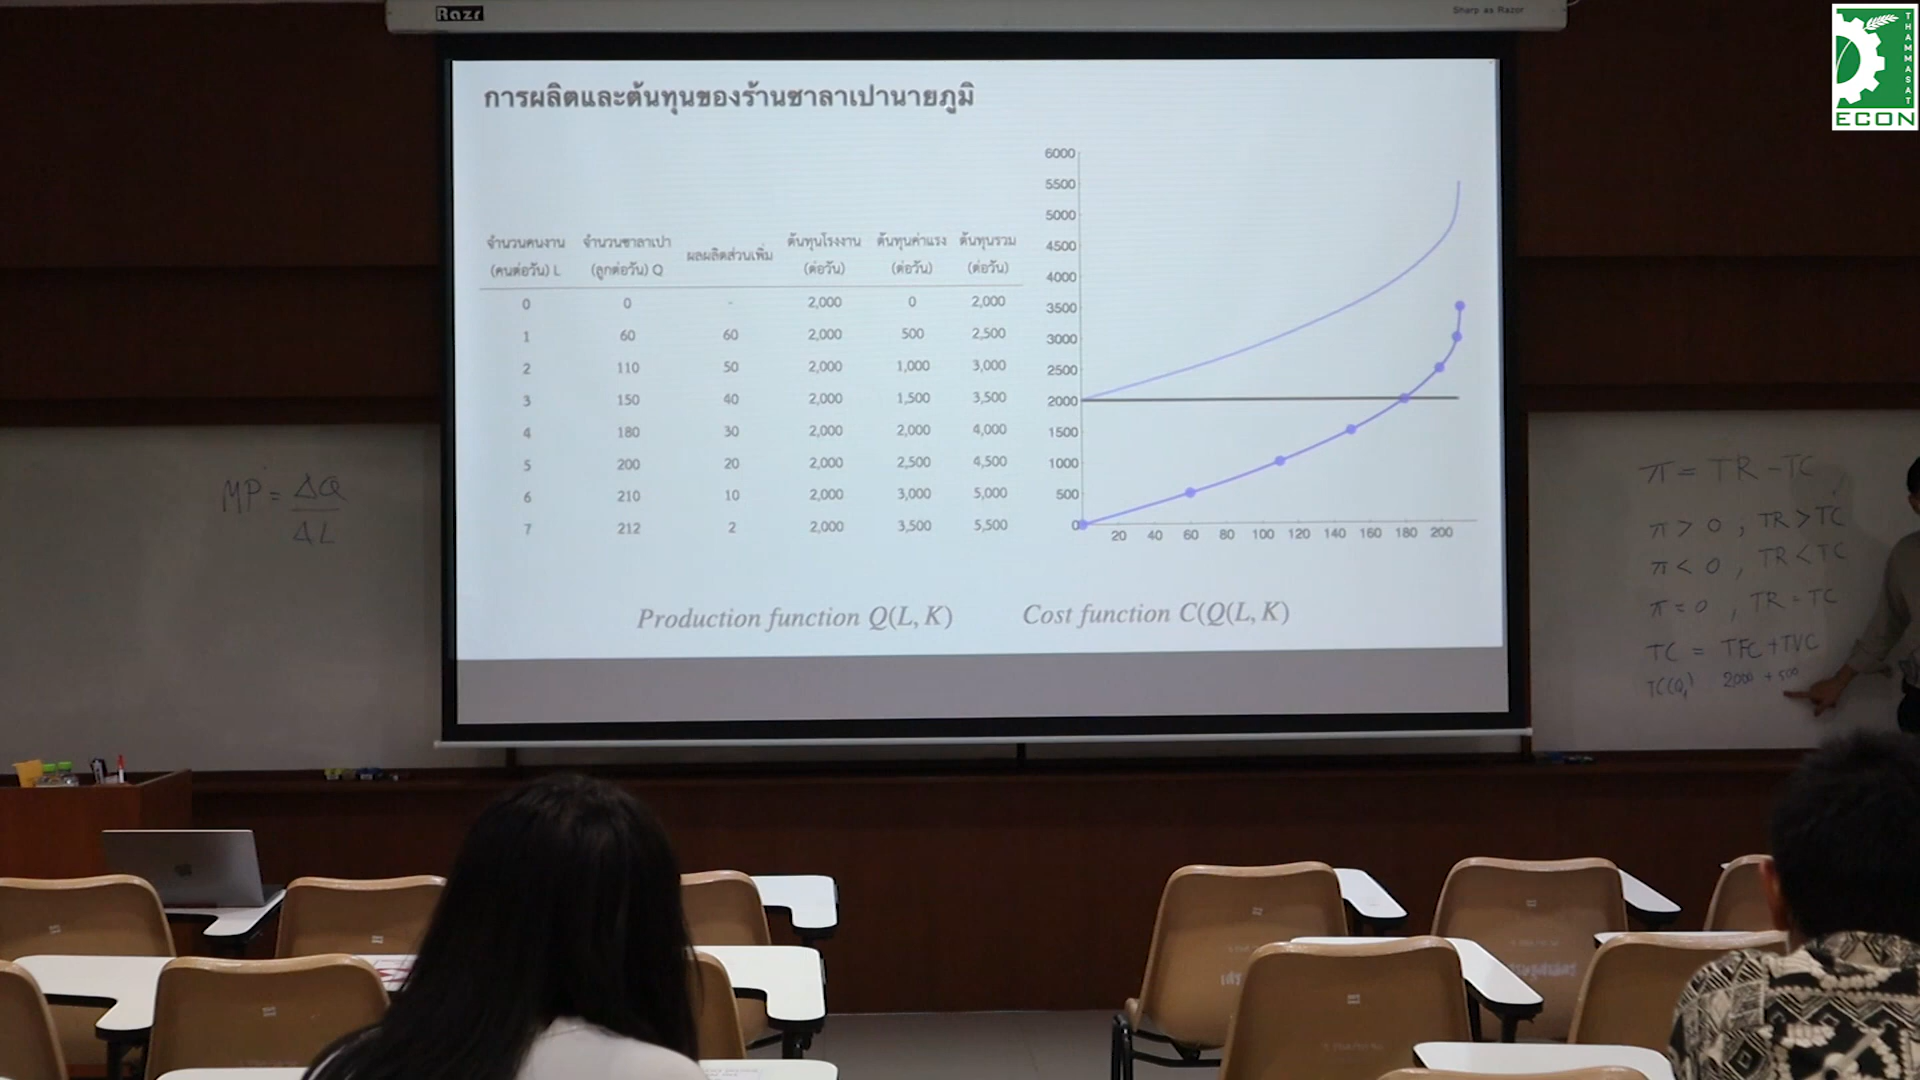 Razr
Sharp as Razor
THAMMASAT
ECON
การผลิตและต้นทุนของร้านซาลาเปานายภูมิ
จำนวนคนงาน จำนวนซาลาเปา ผลผลิตส่วนเพิ่ม ต้นทุนโรงงาน ต้นทุนค่าแรง ต้นทุนรวม
(คนต่อวัน) L (ลูกต่อวัน) Q (ต่อวัน) (ต่อวัน) (ต่อวัน)
0 0 - 2,000 0 2,000
1 60 60 2,000 500 2,500
2 110 50 2,000 1,000 3,000
3 150 40 2,000 1,500 3,500
4 180 30 2,000 2,000 4,000
5 200 20 2,000 2,500 4,500
6 210 10 2,000 3,000 5,000
7 212 2 2,000 3,500 5,500
6000
5500
5000
4500
4000
3500
3000
2500
2000
1500
1000
500
0
20 40 60 80 100 120 140 160 180 200
Production function Q(L, K)
Cost function C(Q(L, K)
MP = ΔQ
ΔL
π = TR - TC
π > 0 , TR > TC
π < 0 , TR < TC
π = 0 , TR = TC
TC = TFC + TVC
TC(Q1) 2000 + 500